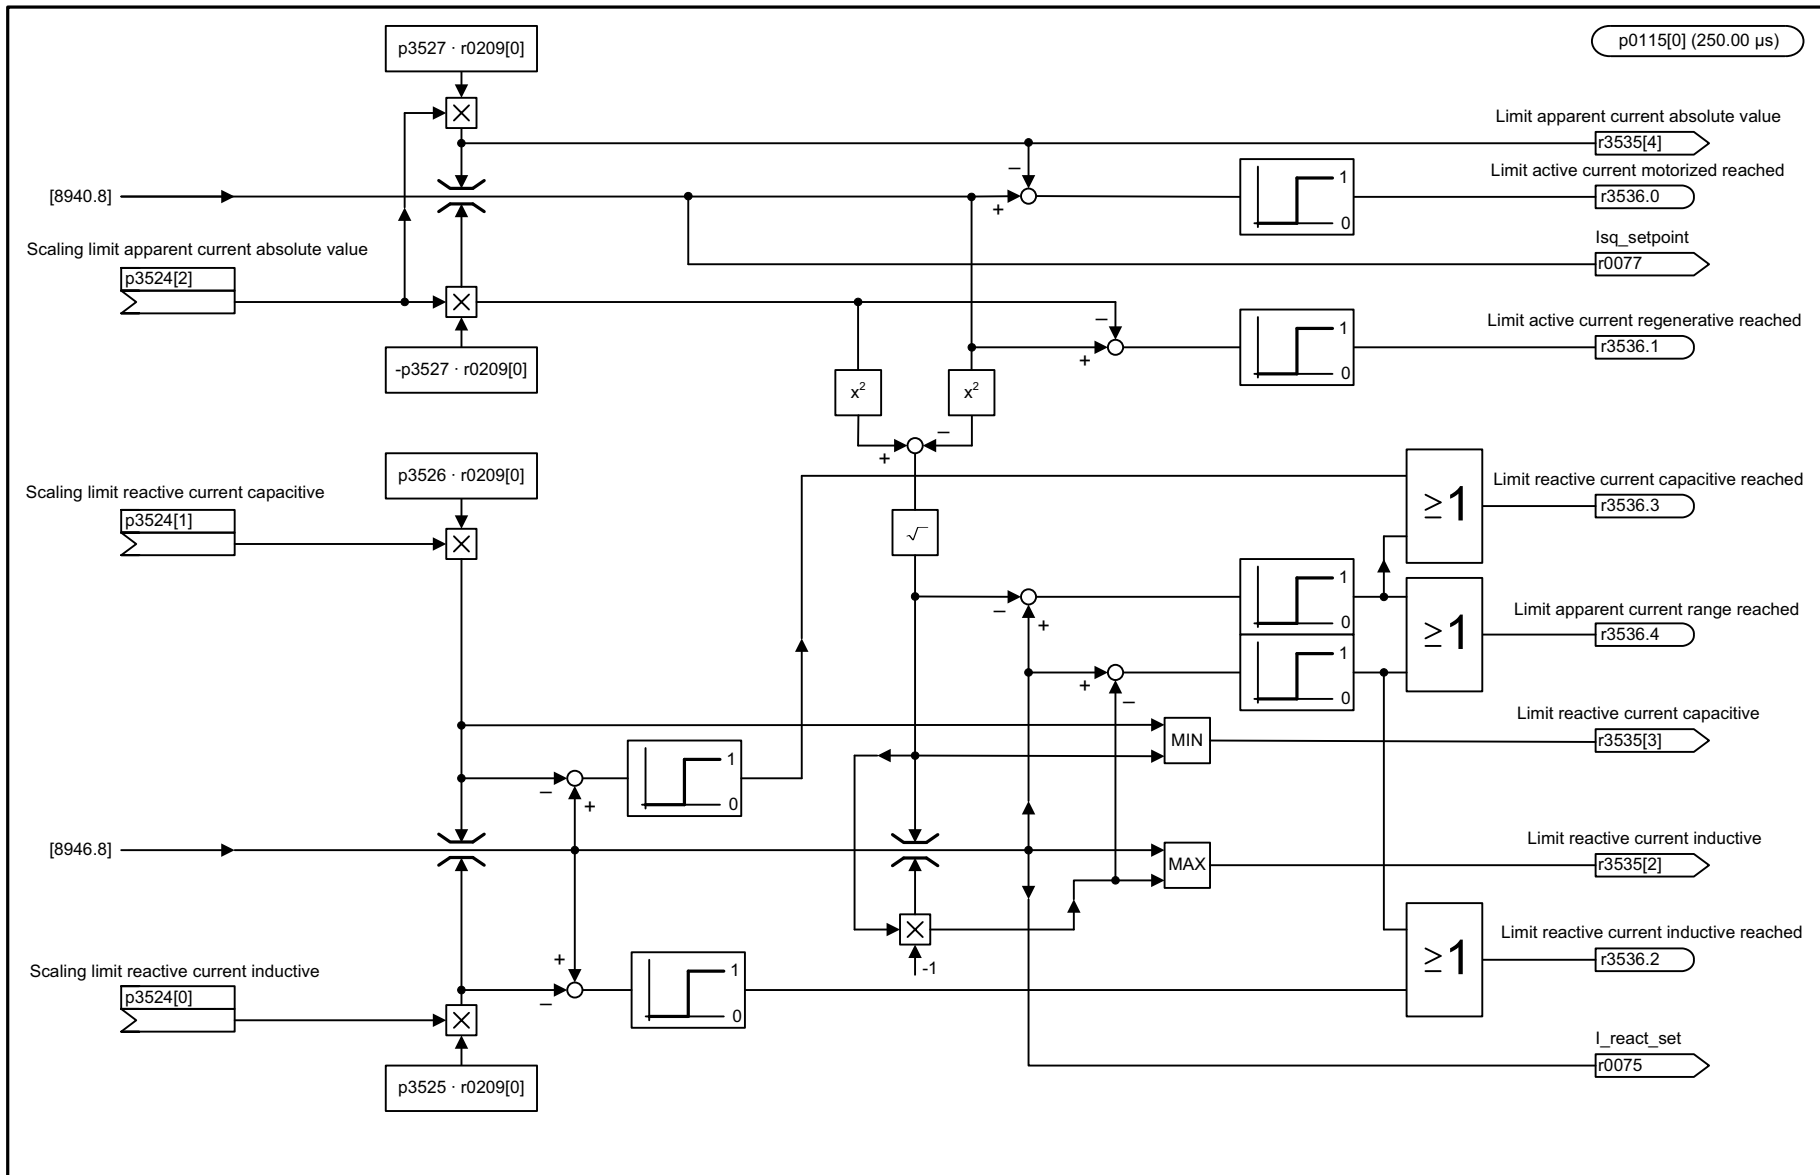 p3527 · r0209[0]
p0115[0] (250.00 µs)
Limit apparent current absolute value
r3535[4]
Limit active current motorized reached
[8940.8]
–
+
1
0
r3536.0
Scaling limit apparent current absolute value
Isq_setpoint
r0077
p3524[2]
Limit active current regenerative reached
–
+
1
0
r3536.1
-p3527 · r0209[0]
x²
x²
–
+
p3526 · r0209[0]
Scaling limit reactive current capacitive
p3524[1]
≥1
Limit reactive current capacitive reached
r3536.3
√
–
+
1
0
≥1
Limit apparent current range reached
r3536.4
+
–
1
0
Limit reactive current capacitive
MIN
r3535[3]
–
+
1
0
[8946.8]
Limit reactive current inductive
MAX
r3535[2]
≥1
Limit reactive current inductive reached
r3536.2
Scaling limit reactive current inductive
p3524[0]
+
–
1
0
-1
I_react_set
r0075
p3525 · r0209[0]